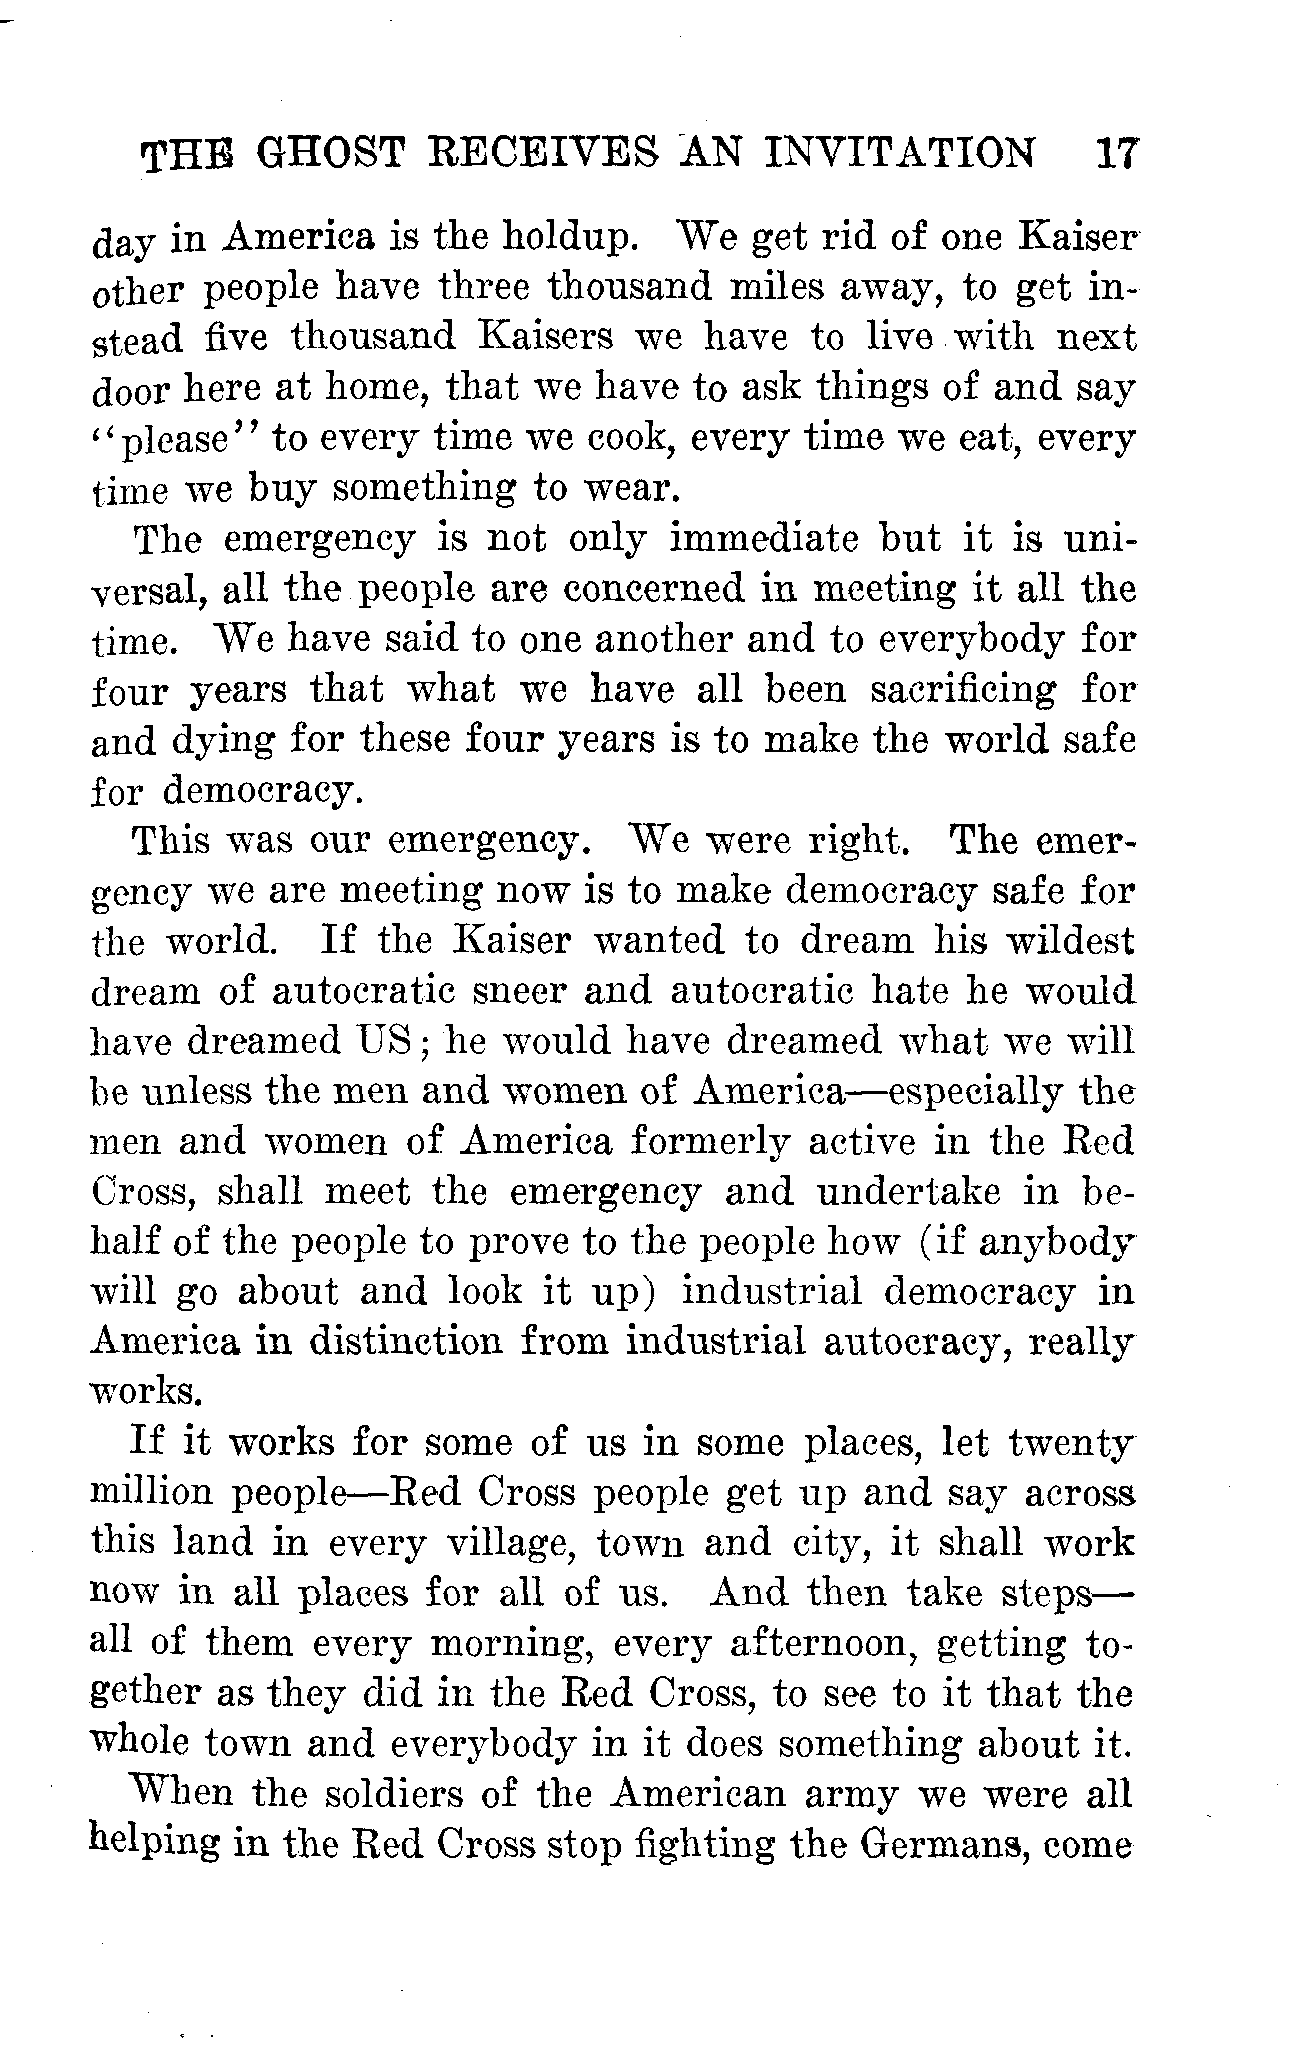 THE GHOST RECEIVES AN INVITATION 17
day in America is the holdup. We get rid of one Kaiser
other people have three thousand miles away, to get in-
stead five thousand Kaisers we have to live with next
door here at home, that we have to ask things of and say
“please” to every time we cook, every time we eat, every
time we buy something to wear.
The emergency is not only immediate but it is uni-
versal, all the people are concerned in meeting it all the
time. We have said to one another and to everybody for
four years that what we have all been sacrificing for
and dying for these four years is to make the world safe
for democracy.
This was our emergency. We were right. The emer-
gency we are meeting now is to make democracy safe for
the world. If the Kaiser wanted to dream his wildest
dream of autocratic sneer and autocratic hate he would
have dreamed US; he would have dreamed what we will
be unless the men and women of America—especially the
men and women of America formerly active in the Red
Cross, shall meet the emergency and undertake in be-
half of the people to prove to the people how (if anybody
will go about and look it up) industrial democracy in
America in distinction from industrial autocracy, really
works.
If it works for some of us in some places, let twenty
million people—Red Cross people get up and say across
this land in every village, town and city, it shall work
now in all places for all of us. And then take steps—
all of them every morning, every afternoon, getting to-
gether as they did in the Red Cross, to see to it that the
whole town and everybody in it does something about it.
When the soldiers of the American army we were all
helping in the Red Cross stop fighting the Germans, come